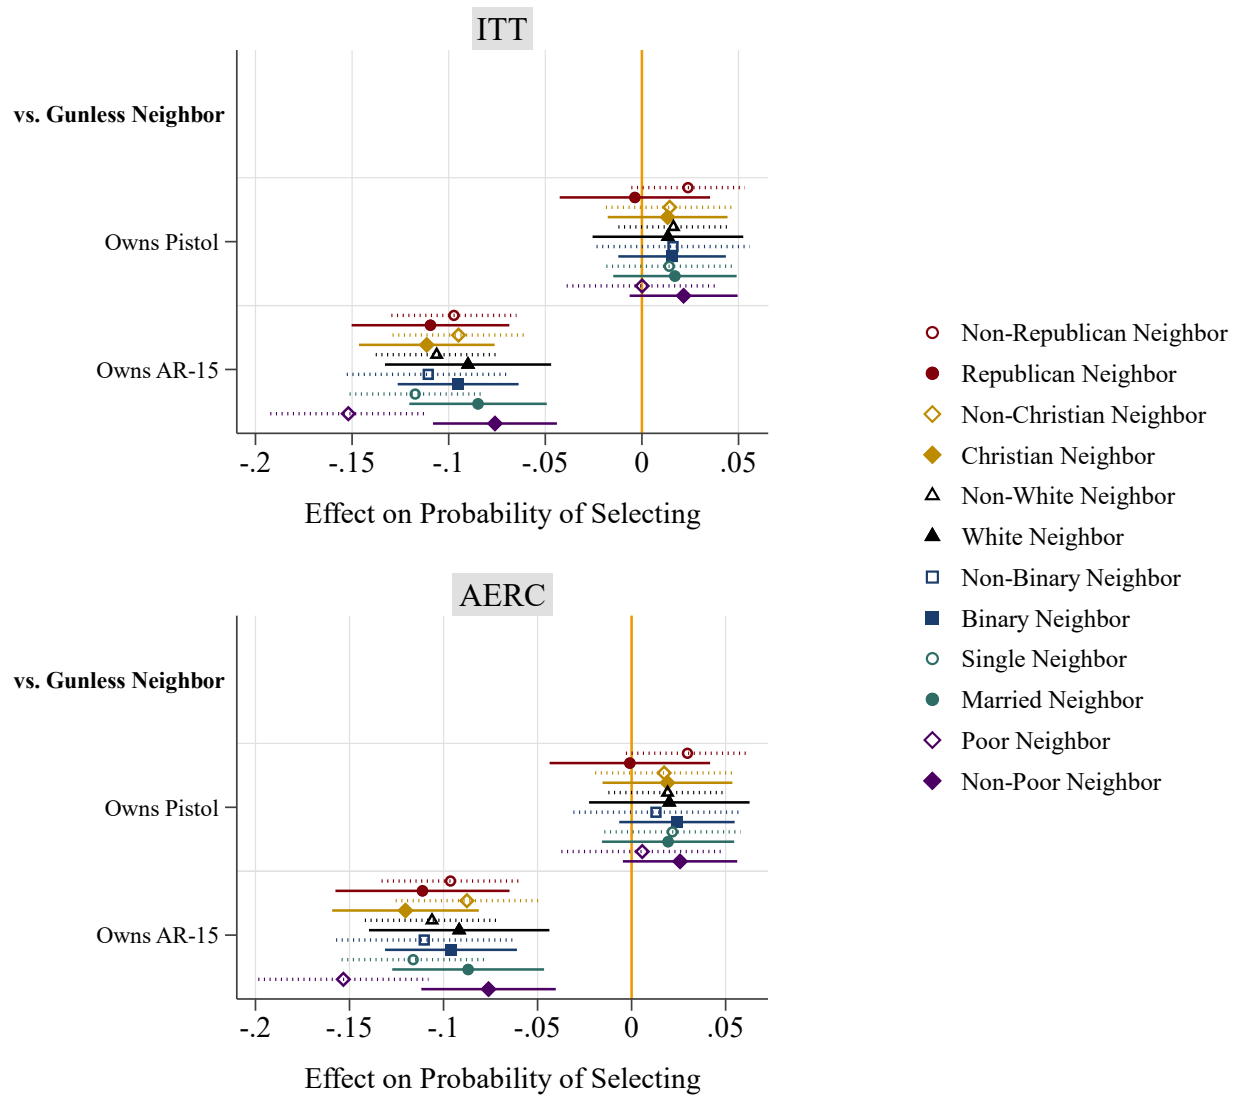 ITT
vs. Gunless Neighbor
Owns Pistol
Owns AR-15
-.2 -.15 -.1 -.05 0 .05
Effect on Probability of Selecting
Non-Republican Neighbor
Republican Neighbor
Non-Christian Neighbor
Christian Neighbor
Non-White Neighbor
White Neighbor
Non-Binary Neighbor
Binary Neighbor
Single Neighbor
Married Neighbor
Poor Neighbor
Non-Poor Neighbor
AERC
vs. Gunless Neighbor
Owns Pistol
Owns AR-15
-.2 -.15 -.1 -.05 0 .05
Effect on Probability of Selecting